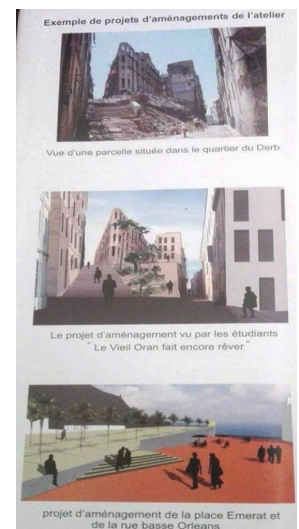 Exemple de projets d'aménagements de l'atelier
Vue d'une parcelle située dans le quartier du Derb
Le projet d'aménagement vu par les étudiants
" Le Vieil Oran fait encore rêver "
projet d'aménagement de la place Emerat et
de la rue basse Orleans